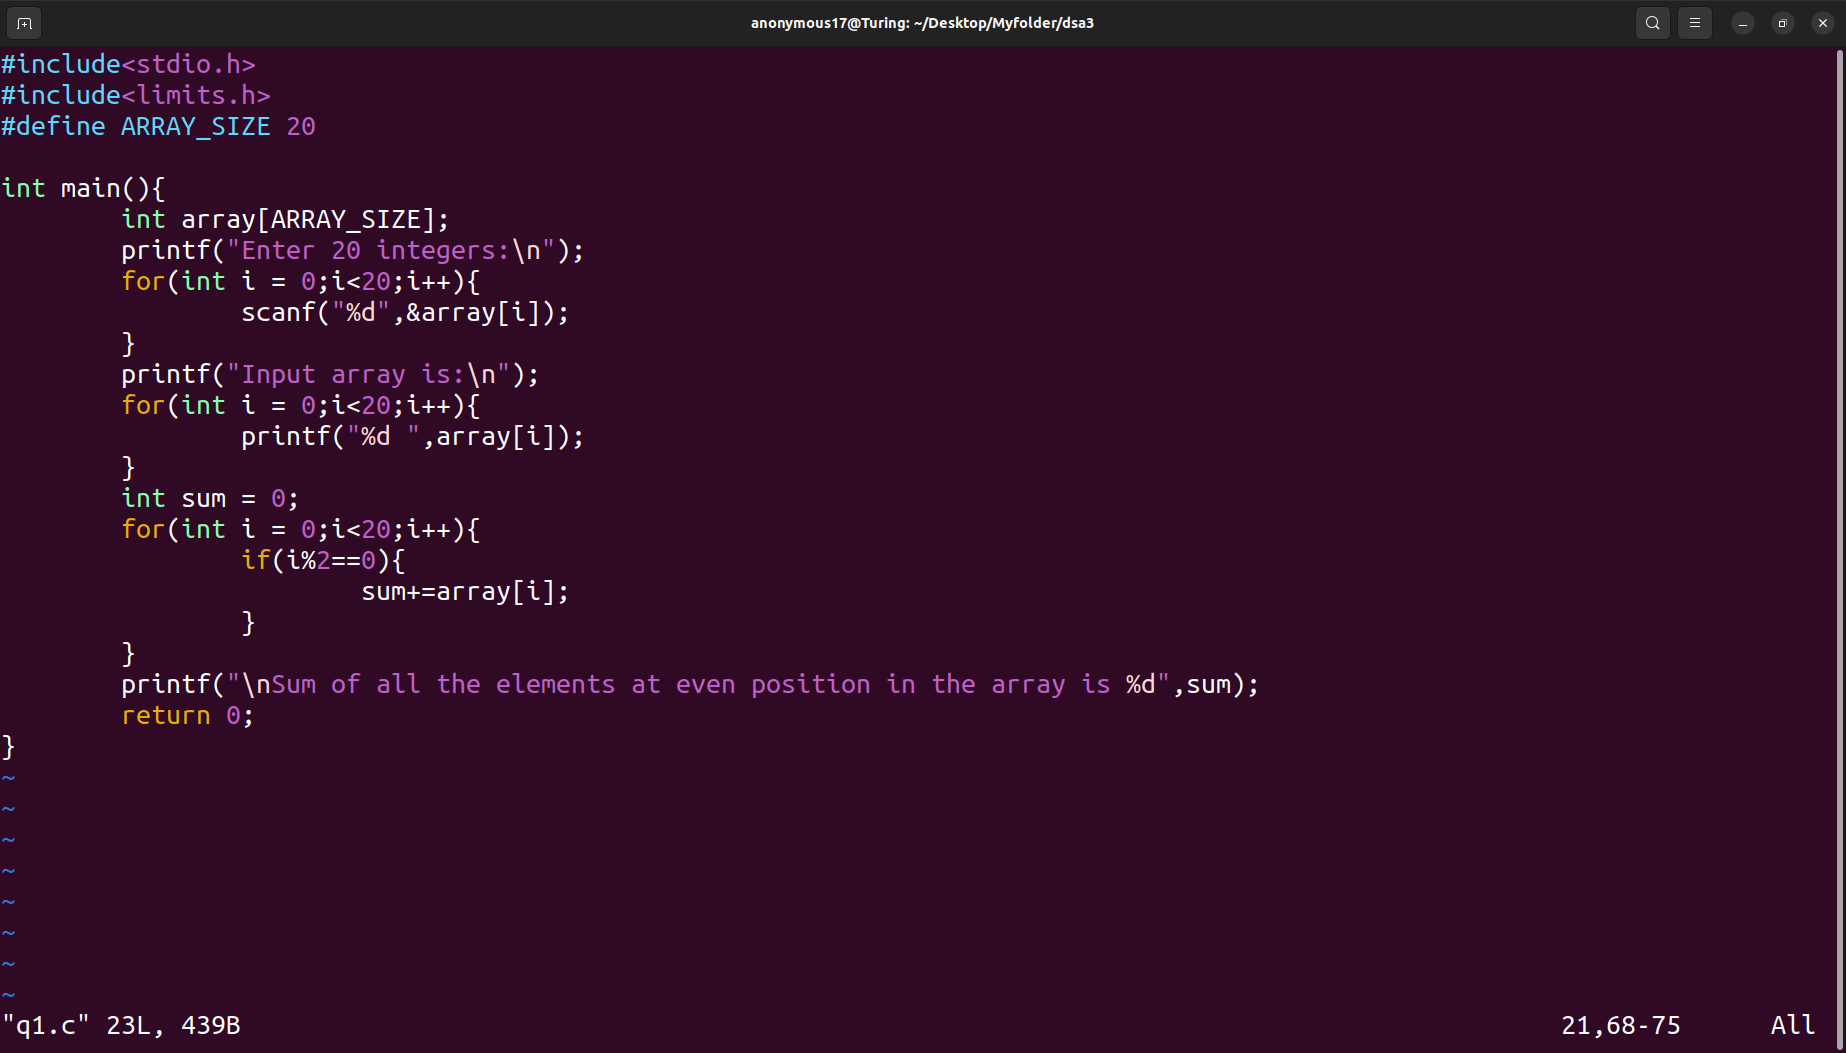 anonymous17@Turing: ~/Desktop/Myfolder/dsa3
#include<stdio.h>
#include<limits.h>
#define ARRAY_SIZE 20

int main(){
        int array[ARRAY_SIZE];
        printf("Enter 20 integers:\n");
        for(int i = 0;i<20;i++){
                scanf("%d",&array[i]);
        }
        printf("Input array is:\n");
        for(int i = 0;i<20;i++){
                printf("%d ",array[i]);
        }
        int sum = 0;
        for(int i = 0;i<20;i++){
                if(i%2==0){
                        sum+=array[i];
                }
        }
        printf("\nSum of all the elements at even position in the array is %d",sum);
        return 0;
}
~
~
~
~
~
~
~
~
"q1.c" 23L, 439B 21,68-75 All